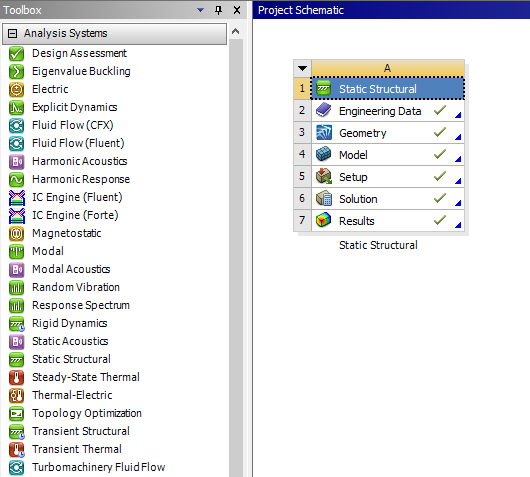 Toolbox
Project Schematic
Analysis Systems
Design Assessment
Eigenvalue Buckling
Electric
Explicit Dynamics
Fluid Flow (CFX)
Fluid Flow (Fluent)
Harmonic Acoustics
Harmonic Response
IC Engine (Fluent)
IC Engine (Forte)
Magnetostatic
Modal
Modal Acoustics
Random Vibration
Response Spectrum
Rigid Dynamics
Static Acoustics
Static Structural
Steady-State Thermal
Thermal-Electric
Topology Optimization
Transient Structural
Transient Thermal
Turbomachinery Fluid Flow
A
1 Static Structural
2 Engineering Data
3 Geometry
4 Model
5 Setup
6 Solution
7 Results
Static Structural